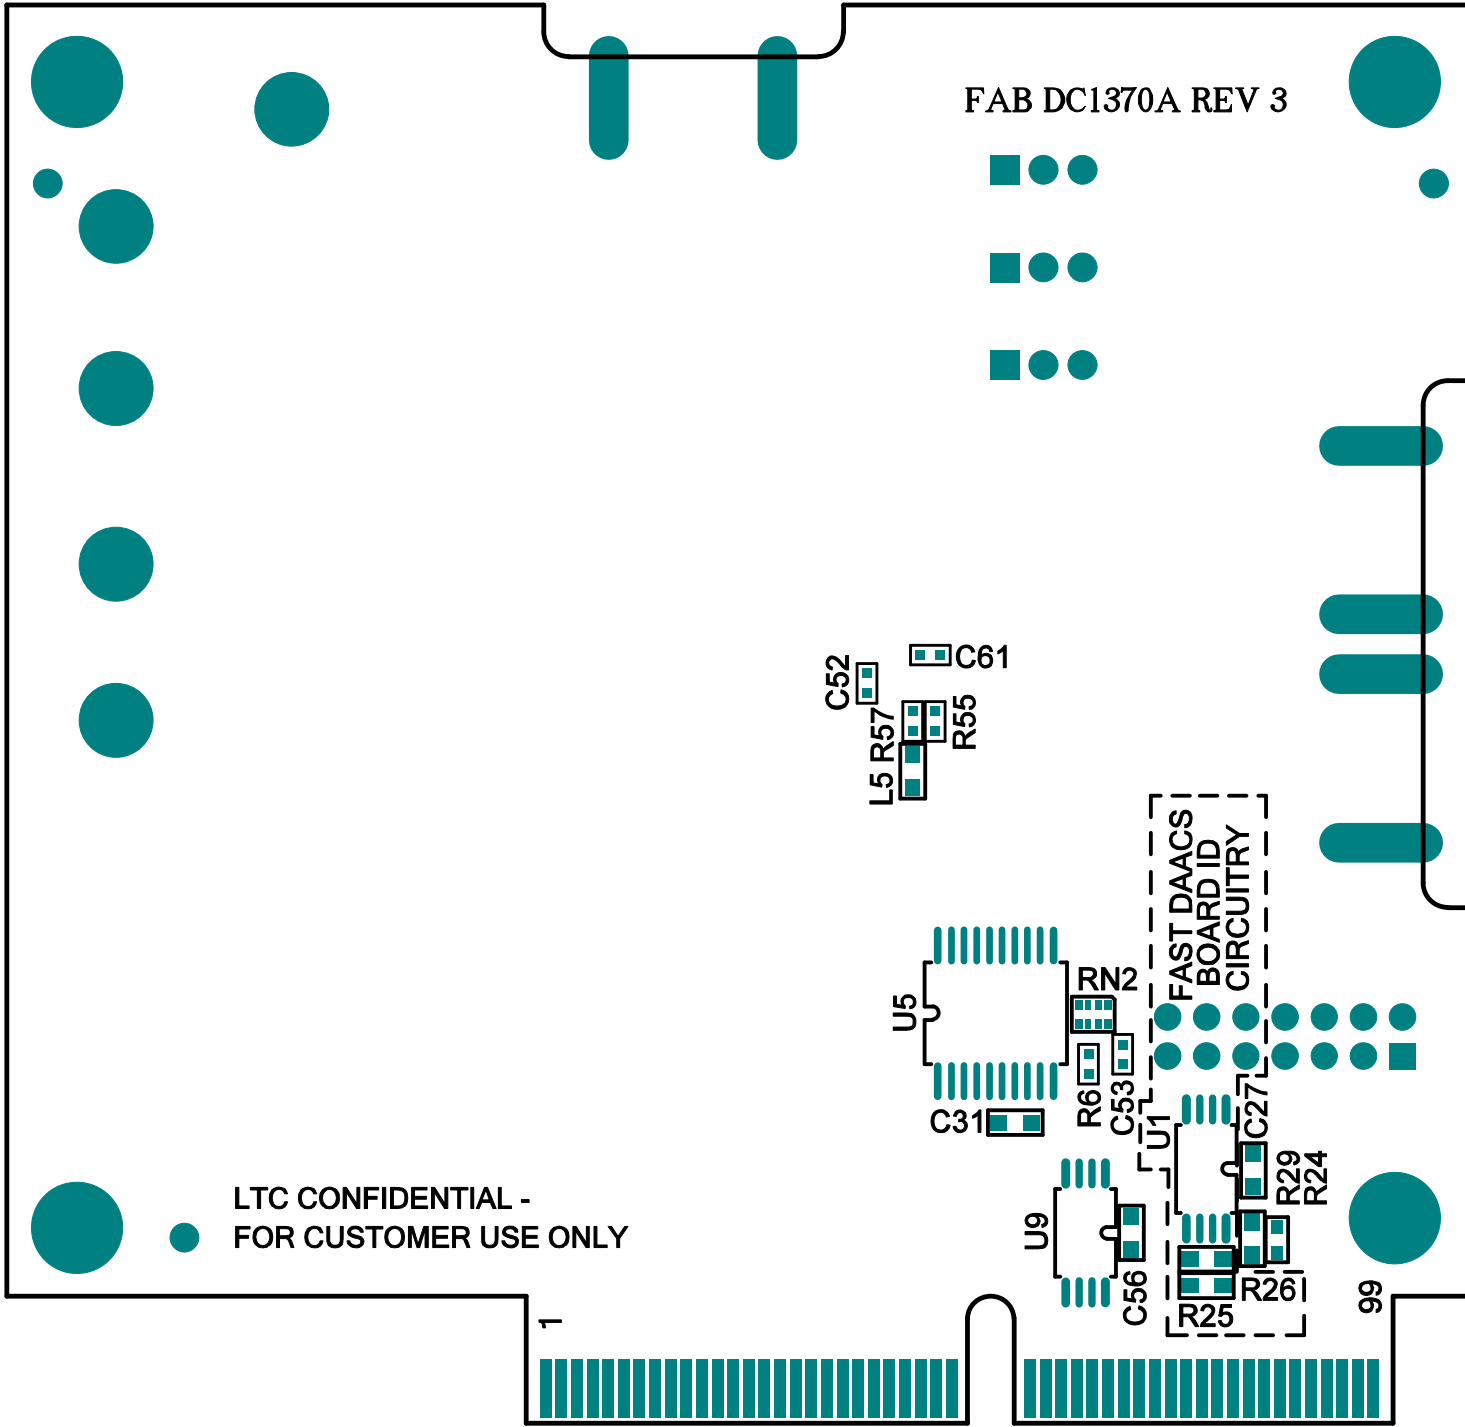 FAB DC1370A REV 3
C61
C52
R57
R55
L5
FAST DAACS
BOARD ID
CIRCUITRY
RN2
U5
C31
R6
C53
U1
C27
R29
R24
U9
C56
R26
R25
LTC CONFIDENTIAL -
FOR CUSTOMER USE ONLY
1
99